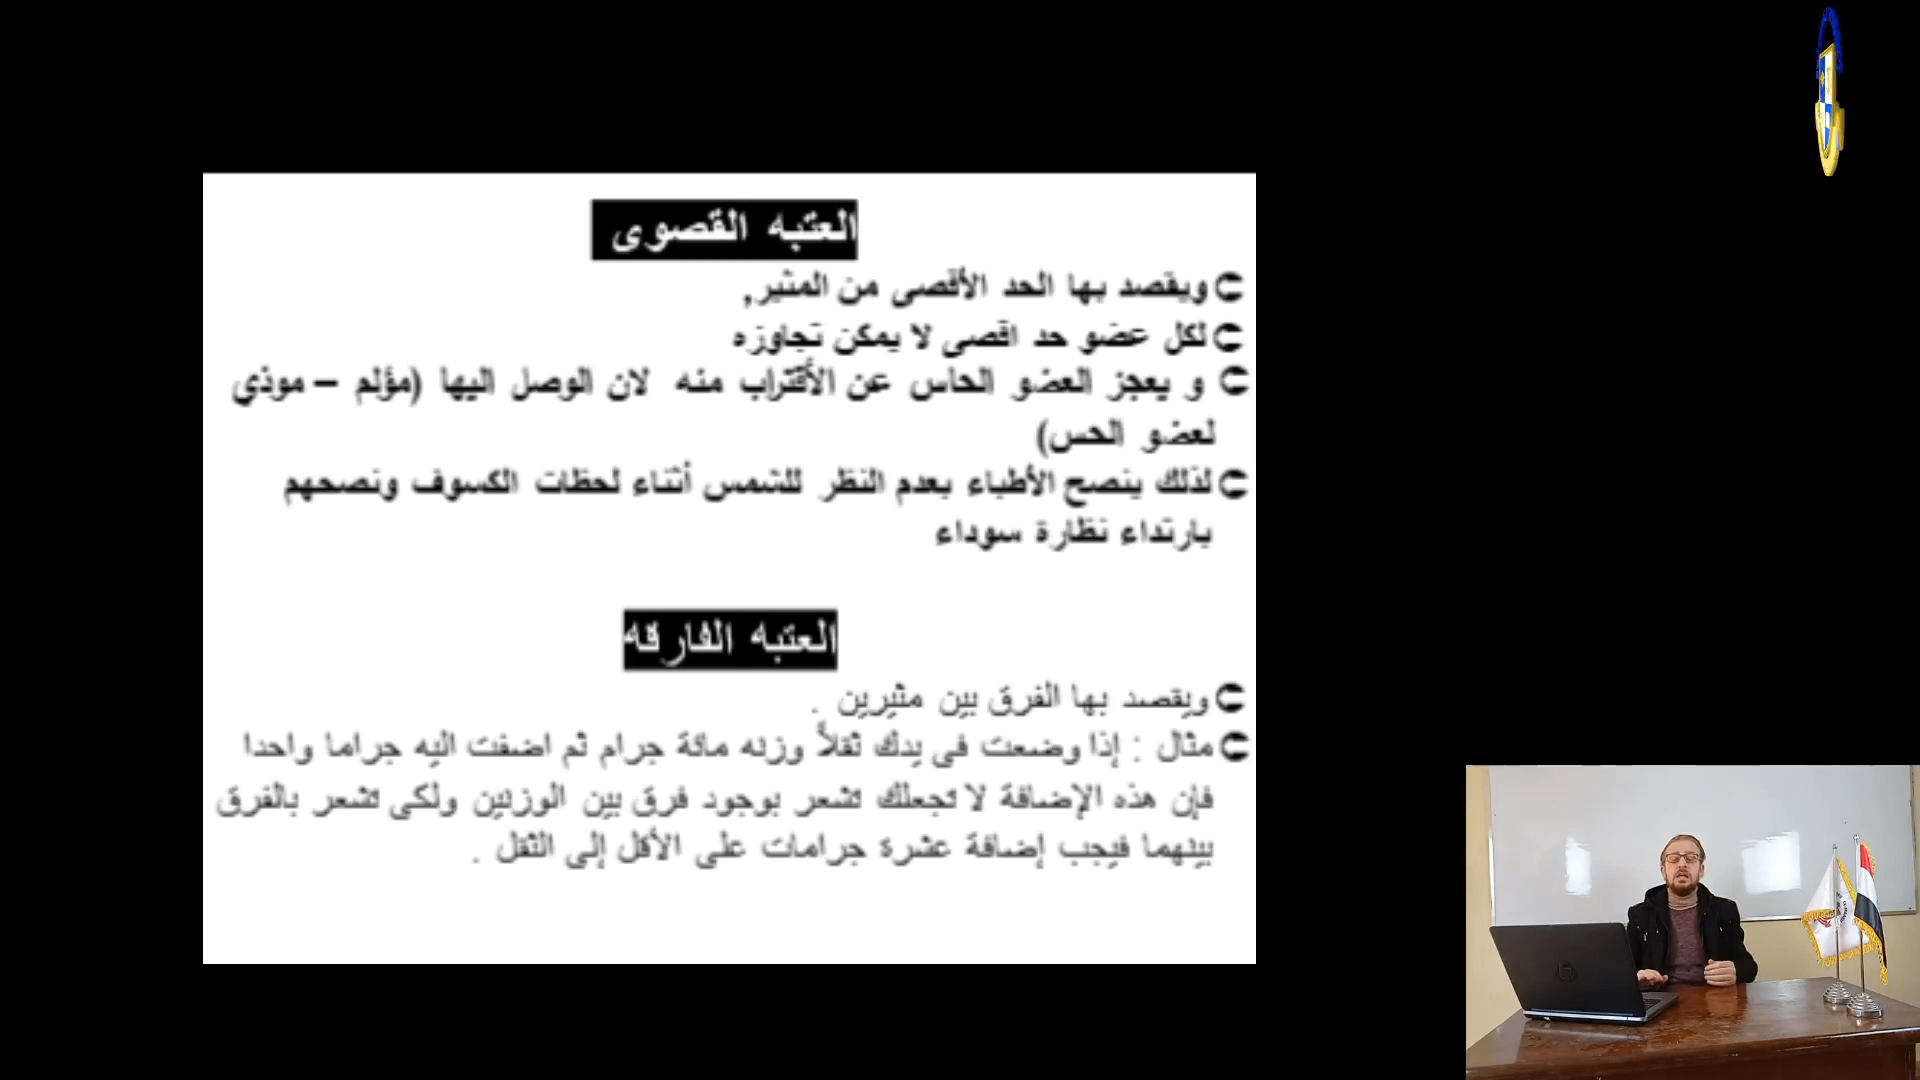 العتبه القصوى
ويقصد بها الحد الأقصى من المثير,
لكل عضو حد اقصى لا يمكن تجاوزه
و يعجز العضو الحاس عن الأقتراب منه لان الوصل اليها (مؤلم – موذي
لعضو الحس)
لذلك ينصح الأطباء بعدم النظر للشمس أثناء لحظات الكسوف ونصحهم
بارتداء نظارة سوداء
العتبه الفارقه
ويقصد بها الفرق بين مثيرين .
مثال : إذا وضعت فى يدك ثقلاً وزنه مائة جرام ثم اضفت اليه جراما واحدا
فإن هذه الإضافة لا تجعلك تشعر بوجود فرق بين الوزنين ولكى تشعر بالفرق
بينهما فيجب إضافة عشرة جرامات على الأقل إلى الثقل .